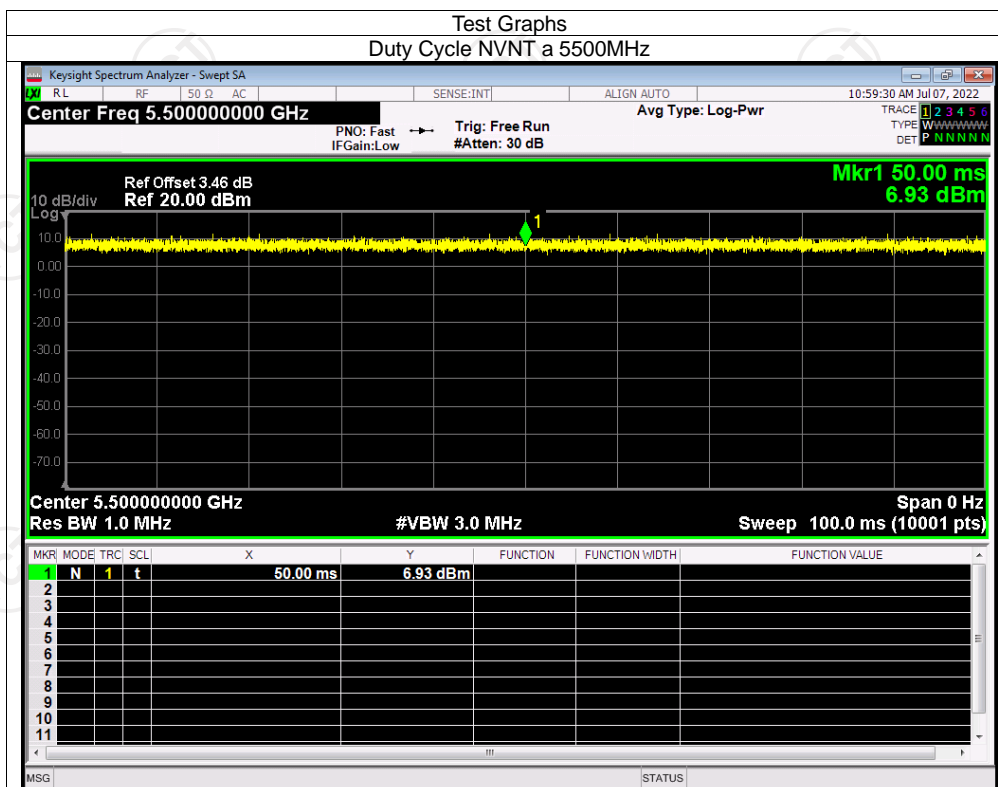 Test Graphs
Duty Cycle NVNT a 5500MHz
Keysight Spectrum Analyzer - Swept SA
LXI RL RF 50 Ω AC SENSE:INT ALIGN AUTO 10:59:30 AM Jul 07, 2022
Center Freq 5.500000000 GHz Avg Type: Log-Pwr TRACE 1 2 3 4 5 6
PNO: Fast Trig: Free Run TYPE WWWWWW
IFGain:Low #Atten: 30 dB DET P N N N N N
Mkr1 50.00 ms
Ref Offset 3.46 dB
10 dB/div Ref 20.00 dBm 6.93 dBm
Log
1
10.0
0.00
-10.0
-20.0
-30.0
-40.0
-50.0
-60.0
-70.0
Center 5.500000000 GHz Span 0 Hz
Res BW 1.0 MHz #VBW 3.0 MHz Sweep 100.0 ms (10001 pts)
MKR MODE TRC SCL X Y FUNCTION FUNCTION WIDTH FUNCTION VALUE
1 N 1 t 50.00 ms 6.93 dBm
2
3
4
5
6
7
8
9
10
11
MSG STATUS